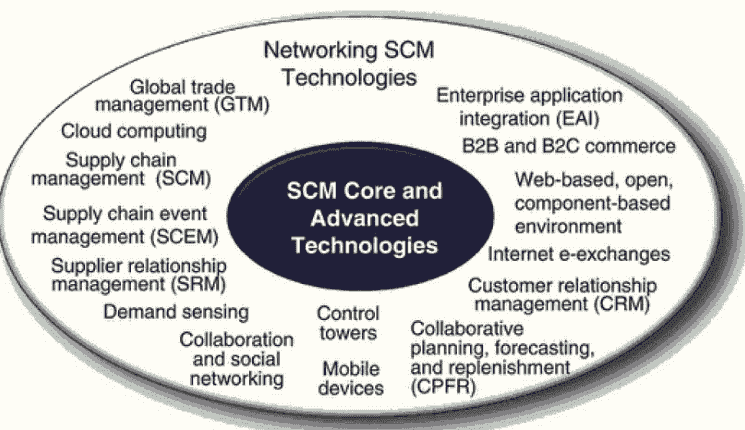 Networking SCM
Technologies
Global trade
management (GTM)
Cloud computing
Supply chain
management (SCM)
Supply chain event
management (SCEM)
Supplier relationship
management (SRM)
Demand sensing
Collaboration
and social
networking
Control
towers
Mobile
devices
Enterprise application
integration (EAI)
B2B and B2C commerce
Web-based, open,
component-based
environment
Internet e-exchanges
Customer relationship
management (CRM)
Collaborative
planning, forecasting,
and replenishment
(CPFR)
SCM Core and
Advanced
Technologies